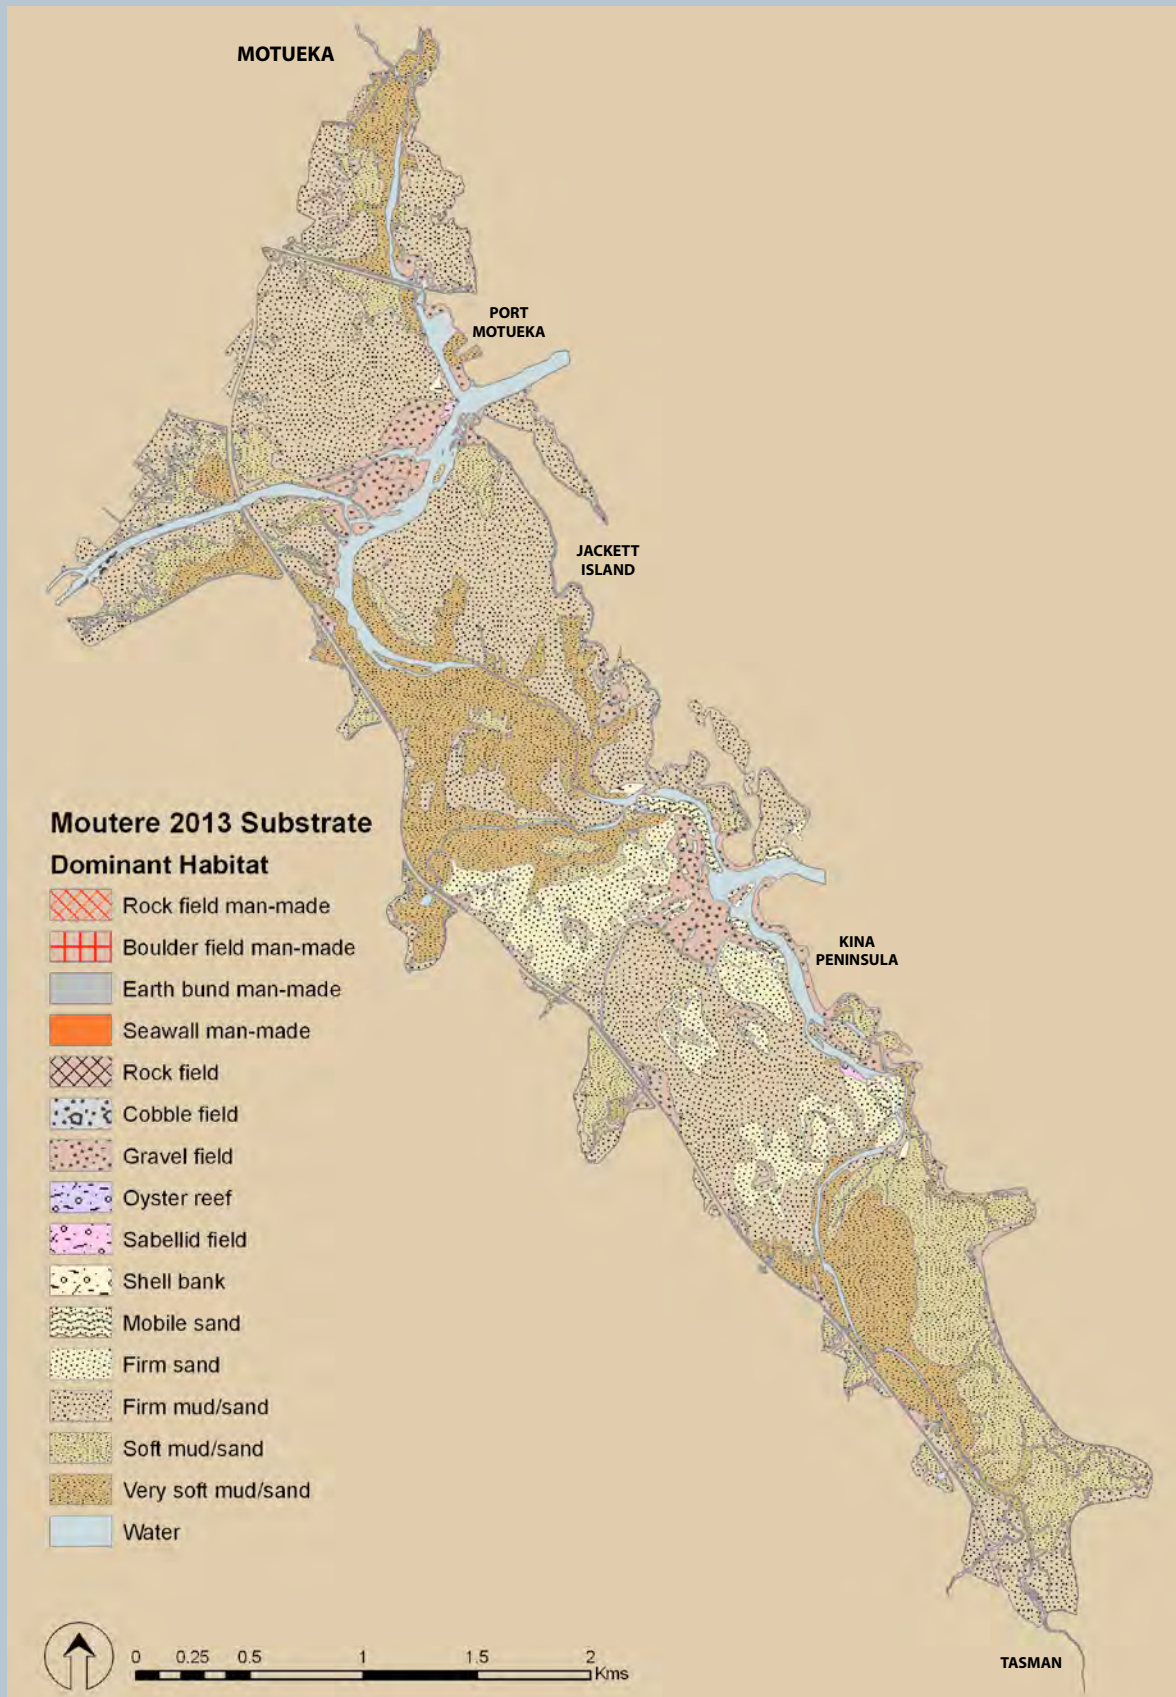 MOTUEKA
PORT
MOTUEKA
JACKETT
ISLAND
Moutere 2013 Substrate
Dominant Habitat
Rock field man-made
Boulder field man-made
Earth bund man-made
Seawall man-made
Rock field
Cobble field
Gravel field
Oyster reef
Sabellid field
Shell bank
Mobile sand
Firm sand
Firm mud/sand
Soft mud/sand
Very soft mud/sand
Water
KINA
PENINSULA
0 0.25 0.5 1 1.5 2
Kms
TASMAN